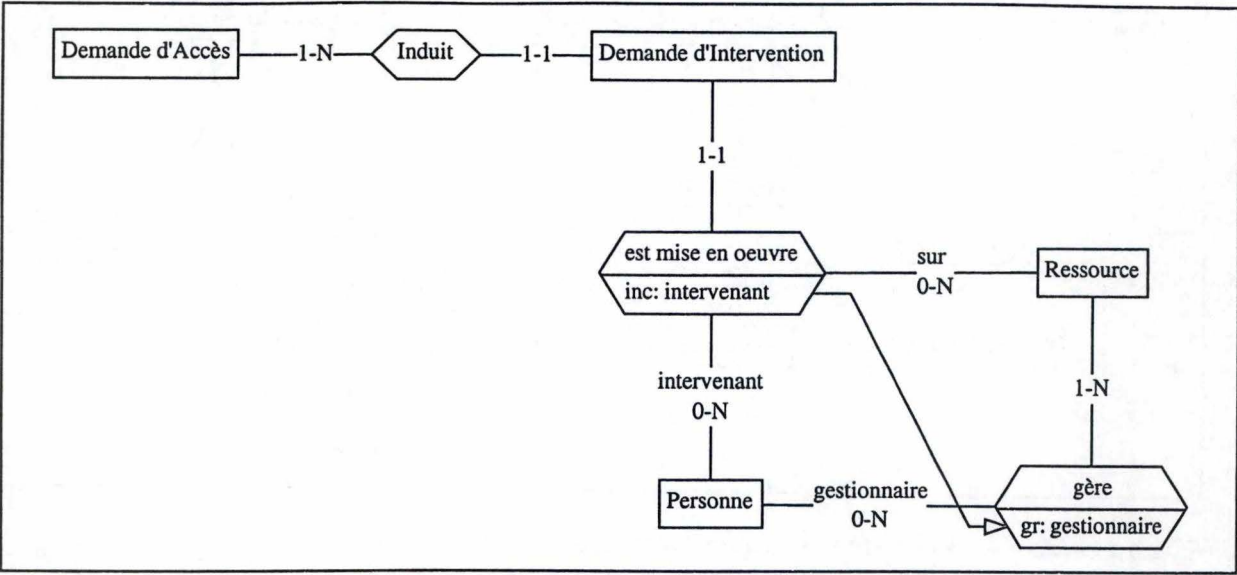 Demande d'Accès
1-N
Induit
1-1
Demande d'Intervention
1-1
est mise en oeuvre
inc: intervenant
sur
0-N
Ressource
intervenant
0-N
1-N
Personne
gestionnaire
0-N
gère
gr: gestionnaire